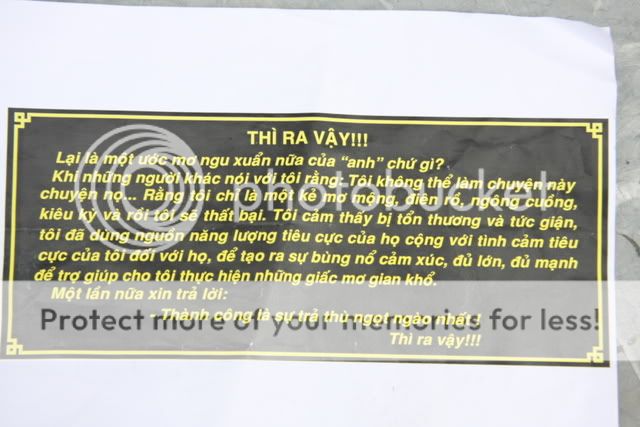 THÌ RA VẬY!!!
Lại là một ước mơ ngu xuẩn nữa của “anh” chứ gì?
Khi những người khác nói với tôi rằng: Tôi không thể làm chuyện này
chuyện nọ... Rằng tôi chỉ là một kẻ mơ mộng, điên rồ, ngông cuồng,
kiêu kỳ và rồi tôi sẽ thất bại. Tôi cảm thấy bị tổn thương và tức giận,
tôi đã dùng nguồn năng lượng tiêu cực của họ cộng với tình cảm tiêu
cực của tôi đối với họ, để tạo ra sự bùng nổ cảm xúc, đủ lớn, đủ mạnh
để trợ giúp cho tôi thực hiện những giấc mơ gian khổ.
Một lần nữa xin trả lời:
- Thành công là sự trả thù ngọt ngào nhất !
Thì ra vậy!!!
photobucket
Protect more of your memories for less!